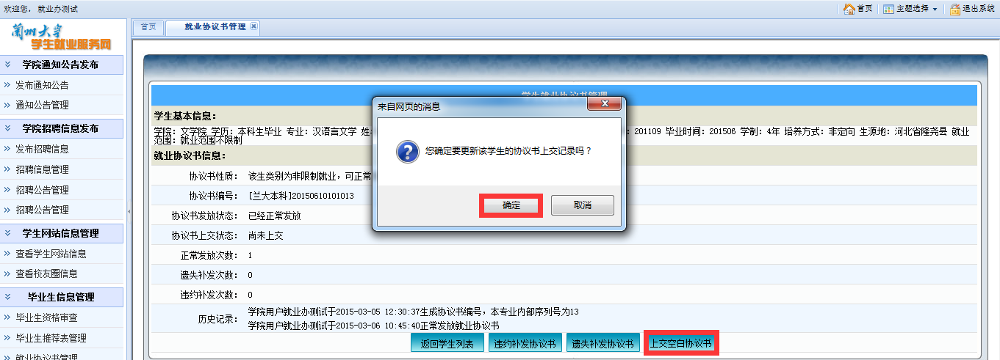 欢迎您, 就业办测试
首页 主题选择 退出系统
兰州大学
学生就业服务网
首页 就业协议书管理
学院通知公告发布
发布通知公告
通知公告管理
学院招聘信息发布
发布招聘信息
招聘信息管理
招聘公告管理
招聘公告管理
学生网站信息管理
查看学生网站信息
查看校友圈信息
毕业生信息管理
毕业生资格审查
毕业生推荐表管理
就业协议书管理
学生就业协议书管理
学生基本信息:
学院: 文学院 学历: 本科生毕业 专业: 汉语言文学 姓 : 201109 毕业时间: 201506 学制: 4年 培养方式: 非定向 生源地: 河北省隆尧县 就业
范围: 就业范围不限制
就业协议书信息:
协议书性质: 该生类别为非限制就业, 可正常
协议书编号: [兰大本科]20150610101013
协议书发放状态: 已经正常发放
协议书上交状态: 尚未上交
正常发放次数: 1
遗失补发次数: 0
违约补发次数: 0
历史记录: 学院用户就业办测试于2015-03-05 12:30:37生成协议书编号, 本专业内部序列号为13
学院用户就业办测试于2015-03-06 10:45:40正常发放就业协议书
返回学生列表 违约补发协议书 遗失补发协议书 上交空白协议书
来自网页的消息
您确定要更新该学生的协议书上交记录吗？
确定 取消